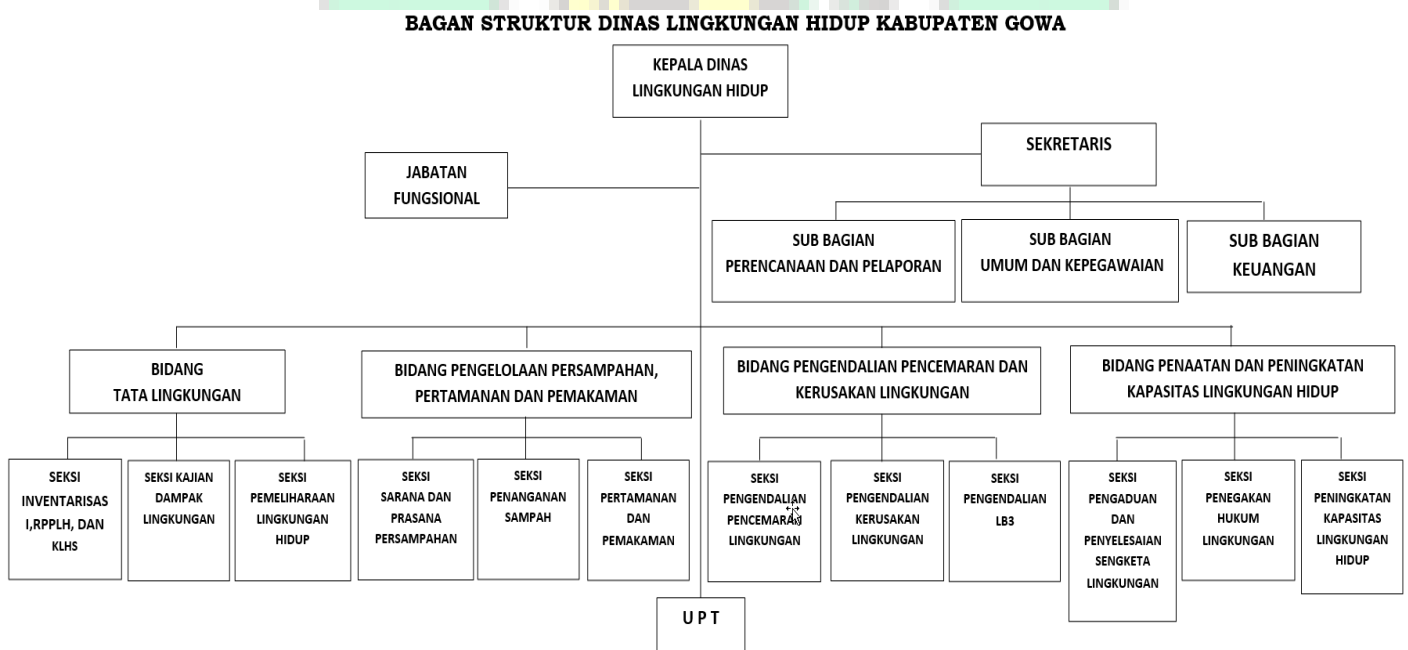 BAGAN STRUKTUR DINAS LINGKUNGAN HIDUP KABUPATEN GOWA
KEPALA DINAS
LINGKUNGAN HIDUP
SEKRETARIS
JABATAN
FUNGSIONAL
SUB BAGIAN
PERENCANAAN DAN PELAPORAN
SUB BAGIAN
UMUM DAN KEPEGAWAIAN
SUB BAGIAN
KEUANGAN
BIDANG
TATA LINGKUNGAN
BIDANG PENGELOLAAN PERSAMPAHAN,
PERTAMANAN DAN PEMAKAMAN
BIDANG PENGENDALIAN PENCEMARAN DAN
KERUSAKAN LINGKUNGAN
BIDANG PENAATAN DAN PENINGKATAN
KAPASITAS LINGKUNGAN HIDUP
SEKSI
INVENTARISAS
I,RPPLH, DAN
KLHS
SEKSI KAJIAN
DAMPAK
LINGKUNGAN
SEKSI
PEMELIHARAAN
LINGKUNGAN
HIDUP
SEKSI
SARANA DAN
PRASANA
PERSAMPAHAN
SEKSI
PENANGANAN
SAMPAH
SEKSI
PERTAMANAN
DAN
PEMAKAMAN
SEKSI
PENGENDALIAN
PENCEMARAN
LINGKUNGAN
SEKSI
PENGENDALIAN
KERUSAKAN
LINGKUNGAN
SEKSI
PENGENDALIAN
LB3
SEKSI
PENGADUAN
DAN
PENYELESAIAN
SENGKETA
LINGKUNGAN
SEKSI
PENEGAKAN
HUKUM
LINGKUNGAN
SEKSI
PENINGKATAN
KAPASITAS
LINGKUNGAN
HIDUP
U P T